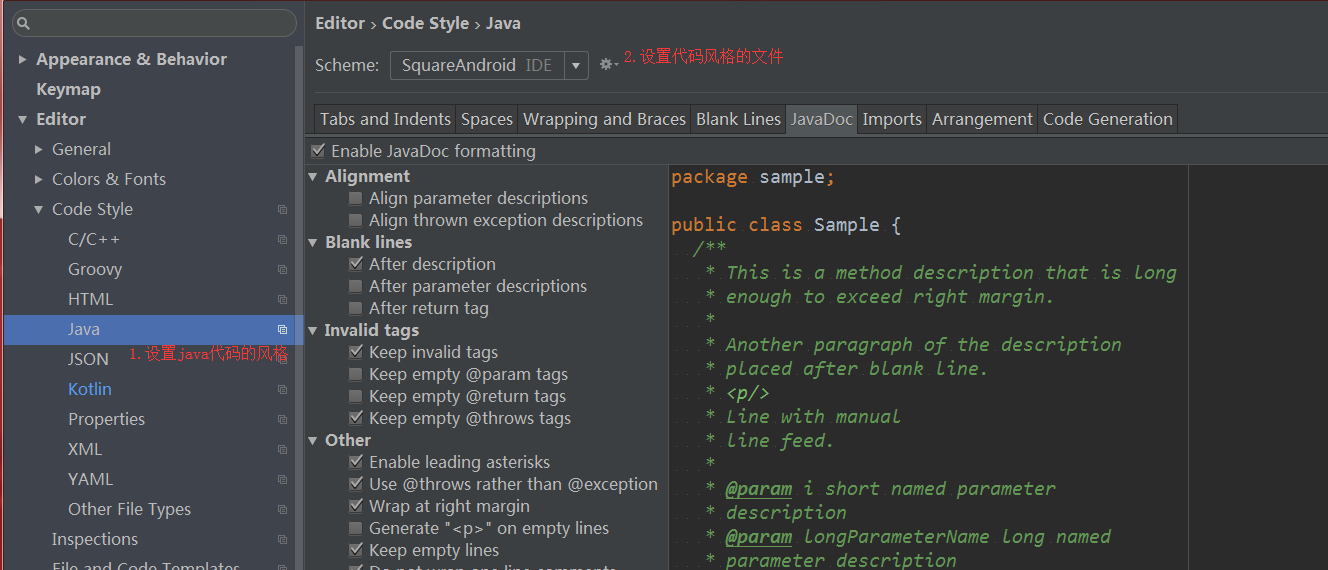 Appearance & Behavior
Keymap
Editor
General
Colors & Fonts
Code Style
C/C++
Groovy
HTML
Java
JSON
1.设置java代码的风格
Kotlin
Properties
XML
YAML
Other File Types
Inspections
File and Code Templates
Editor › Code Style › Java
Scheme: SquareAndroid IDE 2.设置代码风格的文件
Tabs and Indents Spaces Wrapping and Braces Blank Lines JavaDoc Imports Arrangement Code Generation
Enable JavaDoc formatting
Alignment
Align parameter descriptions
Align thrown exception descriptions
Blank lines
After description
After parameter descriptions
After return tag
Invalid tags
Keep invalid tags
Keep empty @param tags
Keep empty @return tags
Keep empty @throws tags
Other
Enable leading asterisks
Use @throws rather than @exception
Wrap at right margin
Generate "<p>" on empty lines
Keep empty lines
Do not wrap one line comments
package sample;
public class Sample {
/**
* This is a method description that is long
* enough to exceed right margin.
*
* Another paragraph of the description
* placed after blank line.
* <p/>
* Line with manual
* line feed.
*
* @param i short named parameter
* description
* @param longParameterName long named
* parameter description